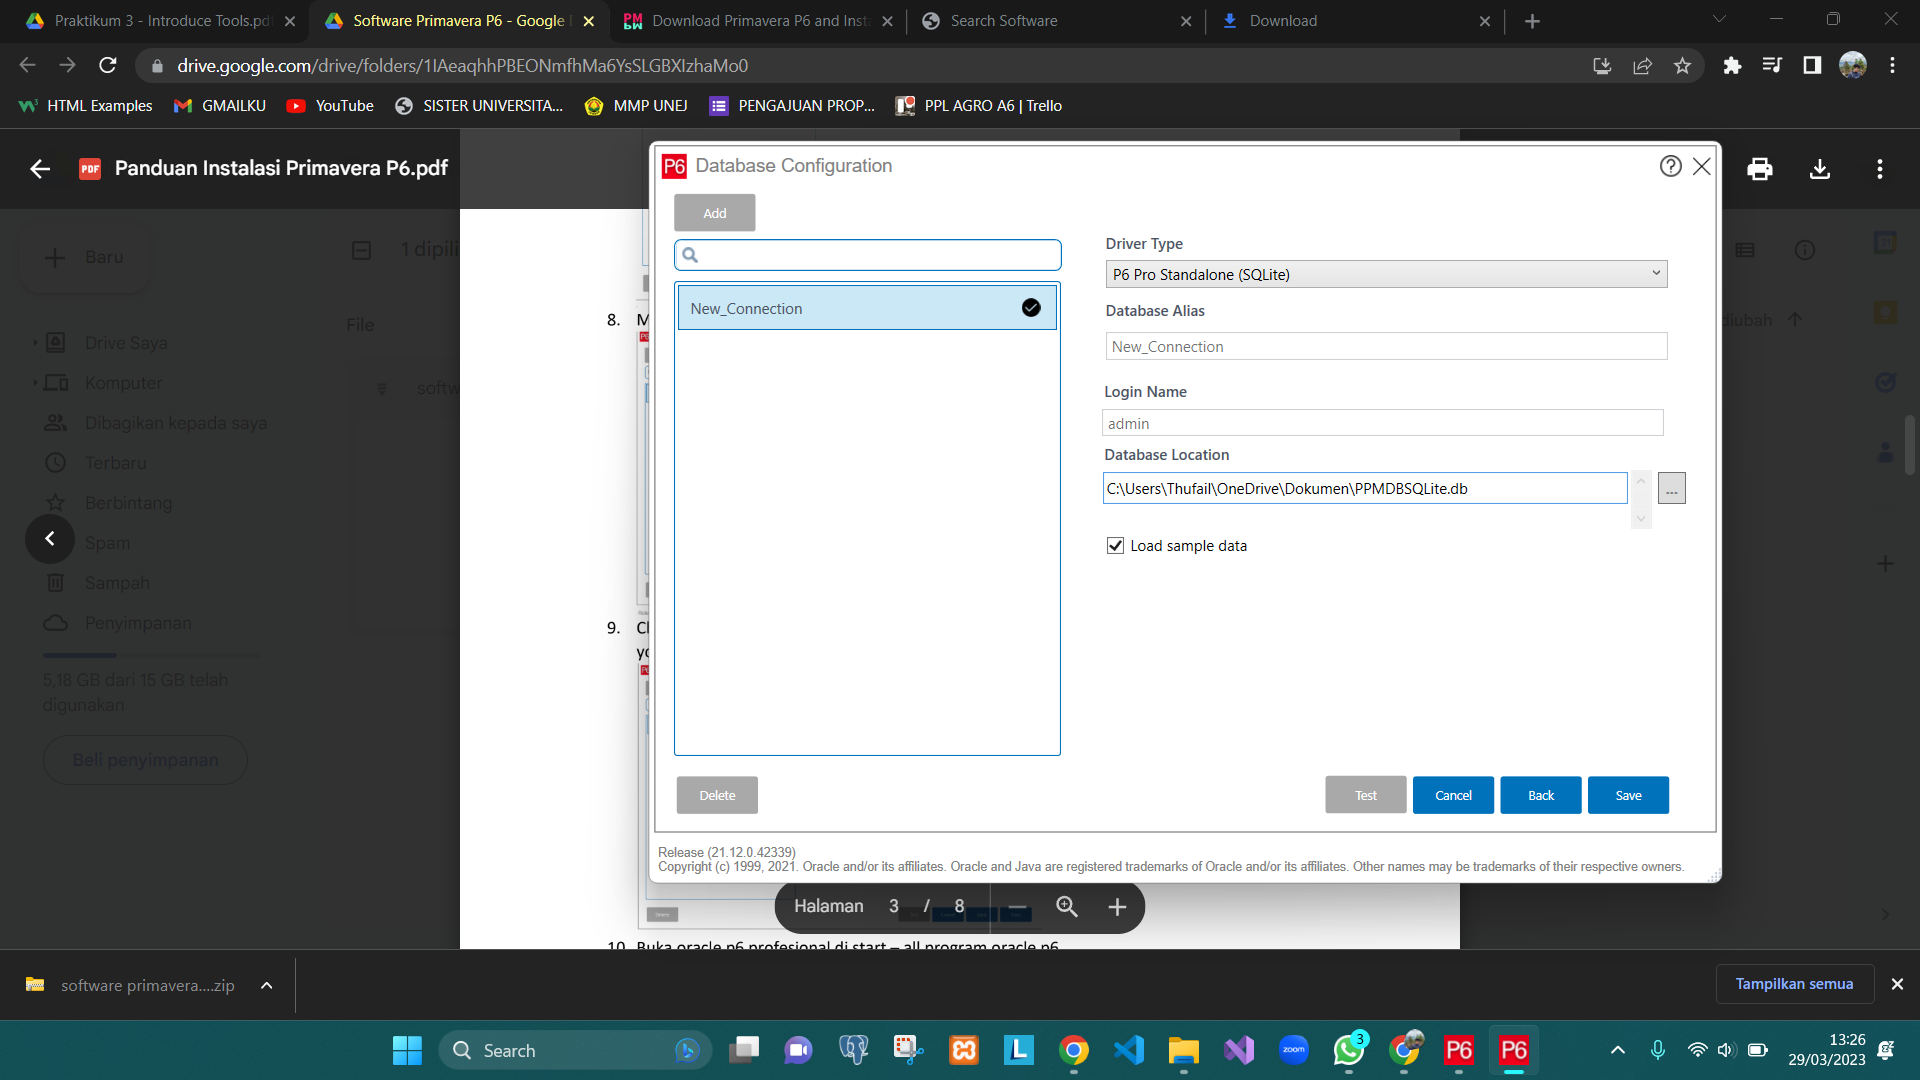 Praktikum 3 - Introduce Tools.pdf
Software Primavera P6 - Google
Download Primavera P6 and Insta
Search Software
Download
drive.google.com/drive/folders/1IAeaqhhPBEONmfhMa6YsSLGBXIzhaMo0
HTML Examples
GMAILKU
YouTube
SISTER UNIVERSITA...
MMP UNEJ
PENGAJUAN PROP...
PPL AGRO A6 | Trello
PDF
Panduan Instalasi Primavera P6.pdf
Baru
1 dipili
File
Drive Saya
Komputer
softw
Dibagikan kepada saya
Terbaru
Berbintang
Spam
Sampah
Penyimpanan
5,18 GB dari 15 GB telah
digunakan
Beli penyimpanan
diubah
8. M
9. Cl
yo
P6 Database Configuration
Add
New_Connection
Driver Type
P6 Pro Standalone (SQLite)
Database Alias
New_Connection
Login Name
admin
Database Location
C:\Users\Thufail\OneDrive\Dokumen\PPMDBSQLite.db
...
Load sample data
Delete
Test
Cancel
Back
Save
Release (21.12.0.42339)
Copyright (c) 1999, 2021. Oracle and/or its affiliates. Oracle and Java are registered trademarks of Oracle and/or its affiliates. Other names may be trademarks of their respective owners.
Halaman 3 / 8
10. Buka oracle p6 profesional di start – all program oracle p6
software primavera....zip
Tampilkan semua
Search
L
zoom
3
P6
P6
13:26
29/03/2023